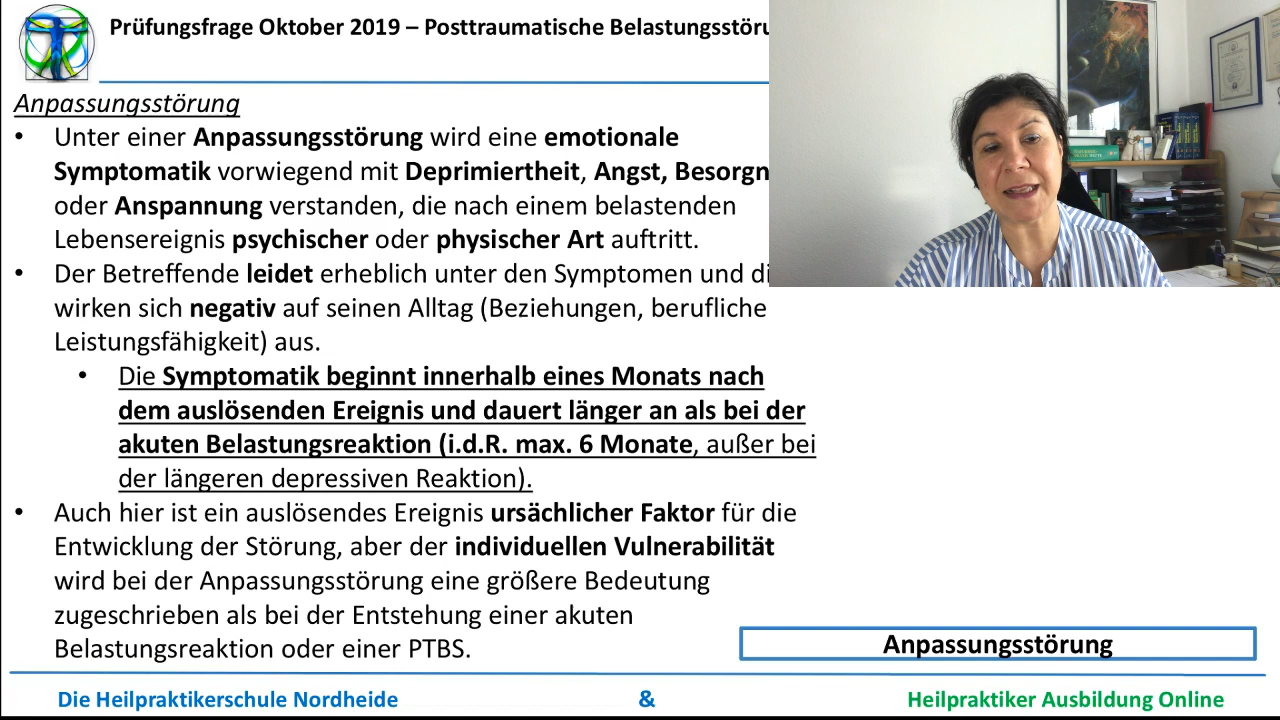 Prüfungsfrage Oktober 2019 – Posttraumatische
Anpassungsstörung
• Unter einer Anpassungsstörung wird eine emotionale
Symptomatik vorwiegend mit Deprimiertheit, Angst,
oder Anspannung verstanden, die nach einem belastenden
Lebensereignis psychischer oder physischer Art auftritt.
• Der Betreffende leidet erheblich unter den Symptomen und
wirken sich negativ auf seinen Alltag (Beziehungen, berufliche
Leistungsfähigkeit) aus.
• Die Symptomatik beginnt innerhalb eines Monats nach
dem auslösenden Ereignis und dauert länger an als bei der
akuten Belastungsreaktion (i.d.R. max. 6 Monate, außer bei
der längeren depressiven Reaktion).
• Auch hier ist ein auslösendes Ereignis ursächlicher Faktor für die
Entwicklung der Störung, aber der individuellen Vulnerabilität
wird bei der Anpassungsstörung eine größere Bedeutung
zugeschrieben als bei der Entstehung einer akuten
Belastungsreaktion oder einer PTBS.
Anpassungsstörung
Die Heilpraktikerschule Nordheide & Heilpraktiker Ausbildung Online